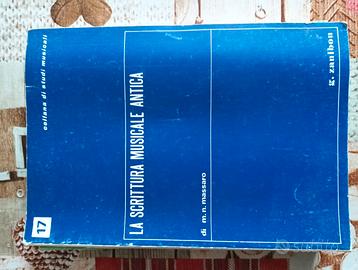 collana di studi musicali
17
LA SCRITTURA MUSICALE ANTICA
di m. n. massaro
g. zanibon